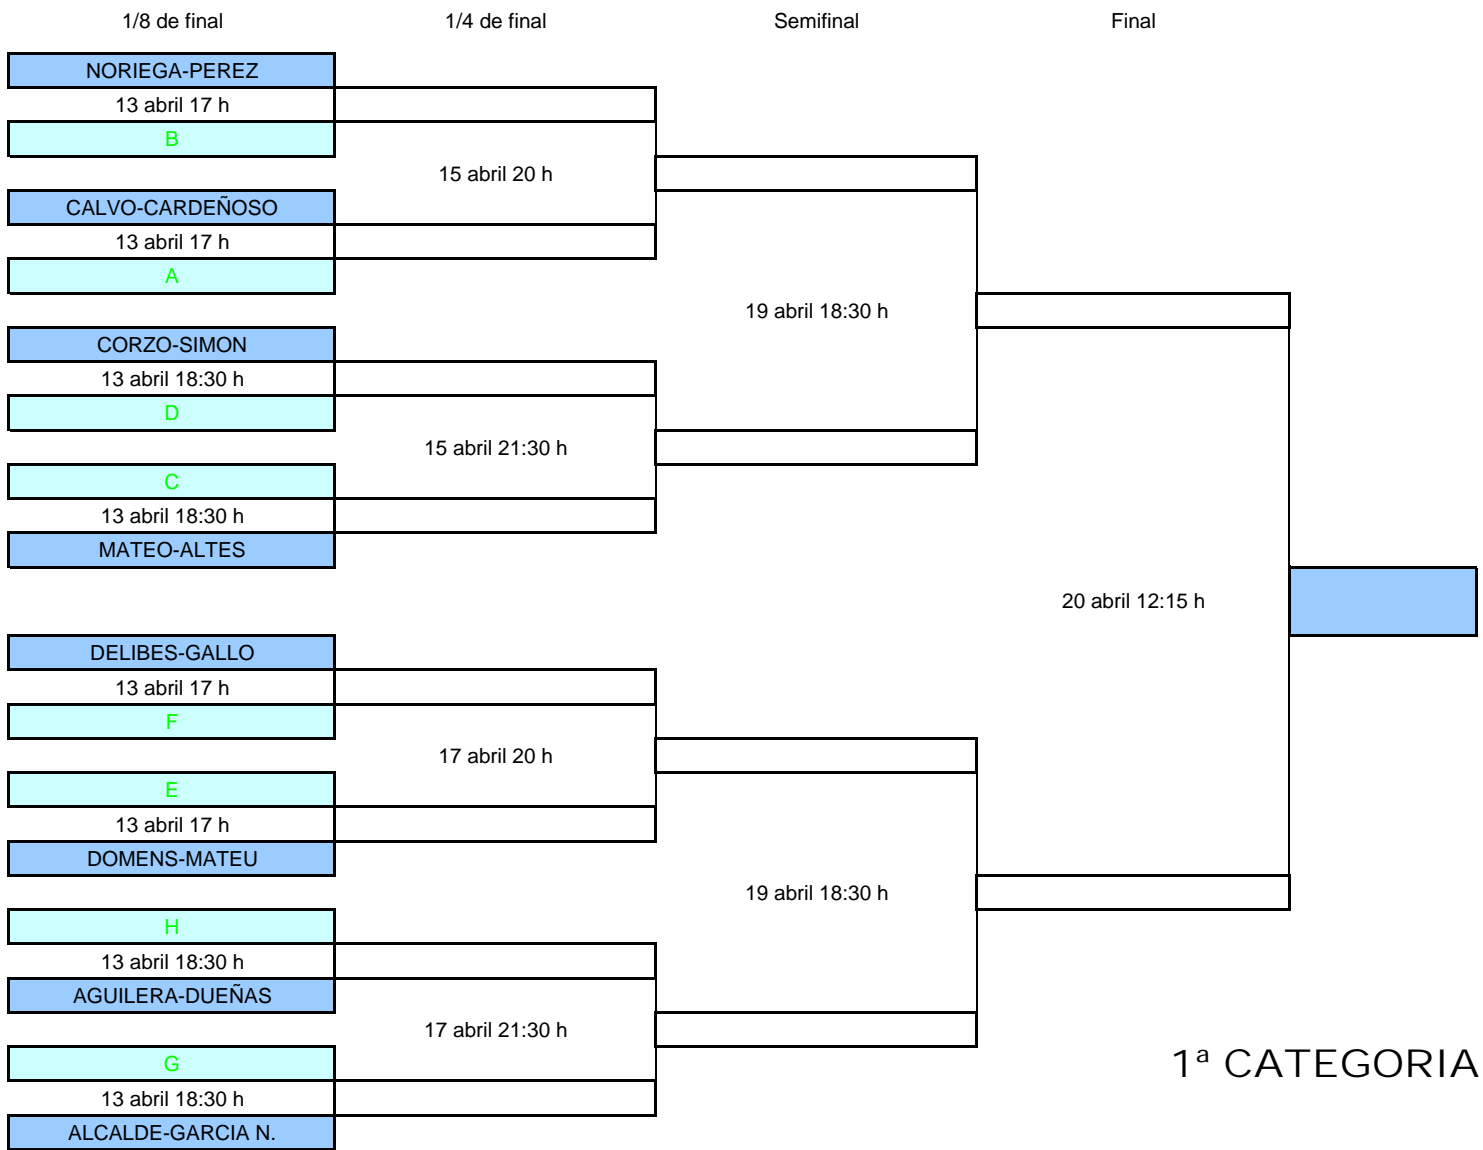 1/8 de final
1/4 de final
Semifinal
Final
NORIEGA-PEREZ
13 abril 17 h
B
15 abril 20 h
CALVO-CARDEÑOSO
13 abril 17 h
A
19 abril 18:30 h
CORZO-SIMON
13 abril 18:30 h
D
15 abril 21:30 h
C
13 abril 18:30 h
MATEO-ALTES
20 abril 12:15 h
DELIBES-GALLO
13 abril 17 h
F
17 abril 20 h
E
13 abril 17 h
DOMENS-MATEU
19 abril 18:30 h
H
13 abril 18:30 h
AGUILERA-DUEÑAS
17 abril 21:30 h
G
13 abril 18:30 h
ALCALDE-GARCIA N.
1ª CATEGORIA